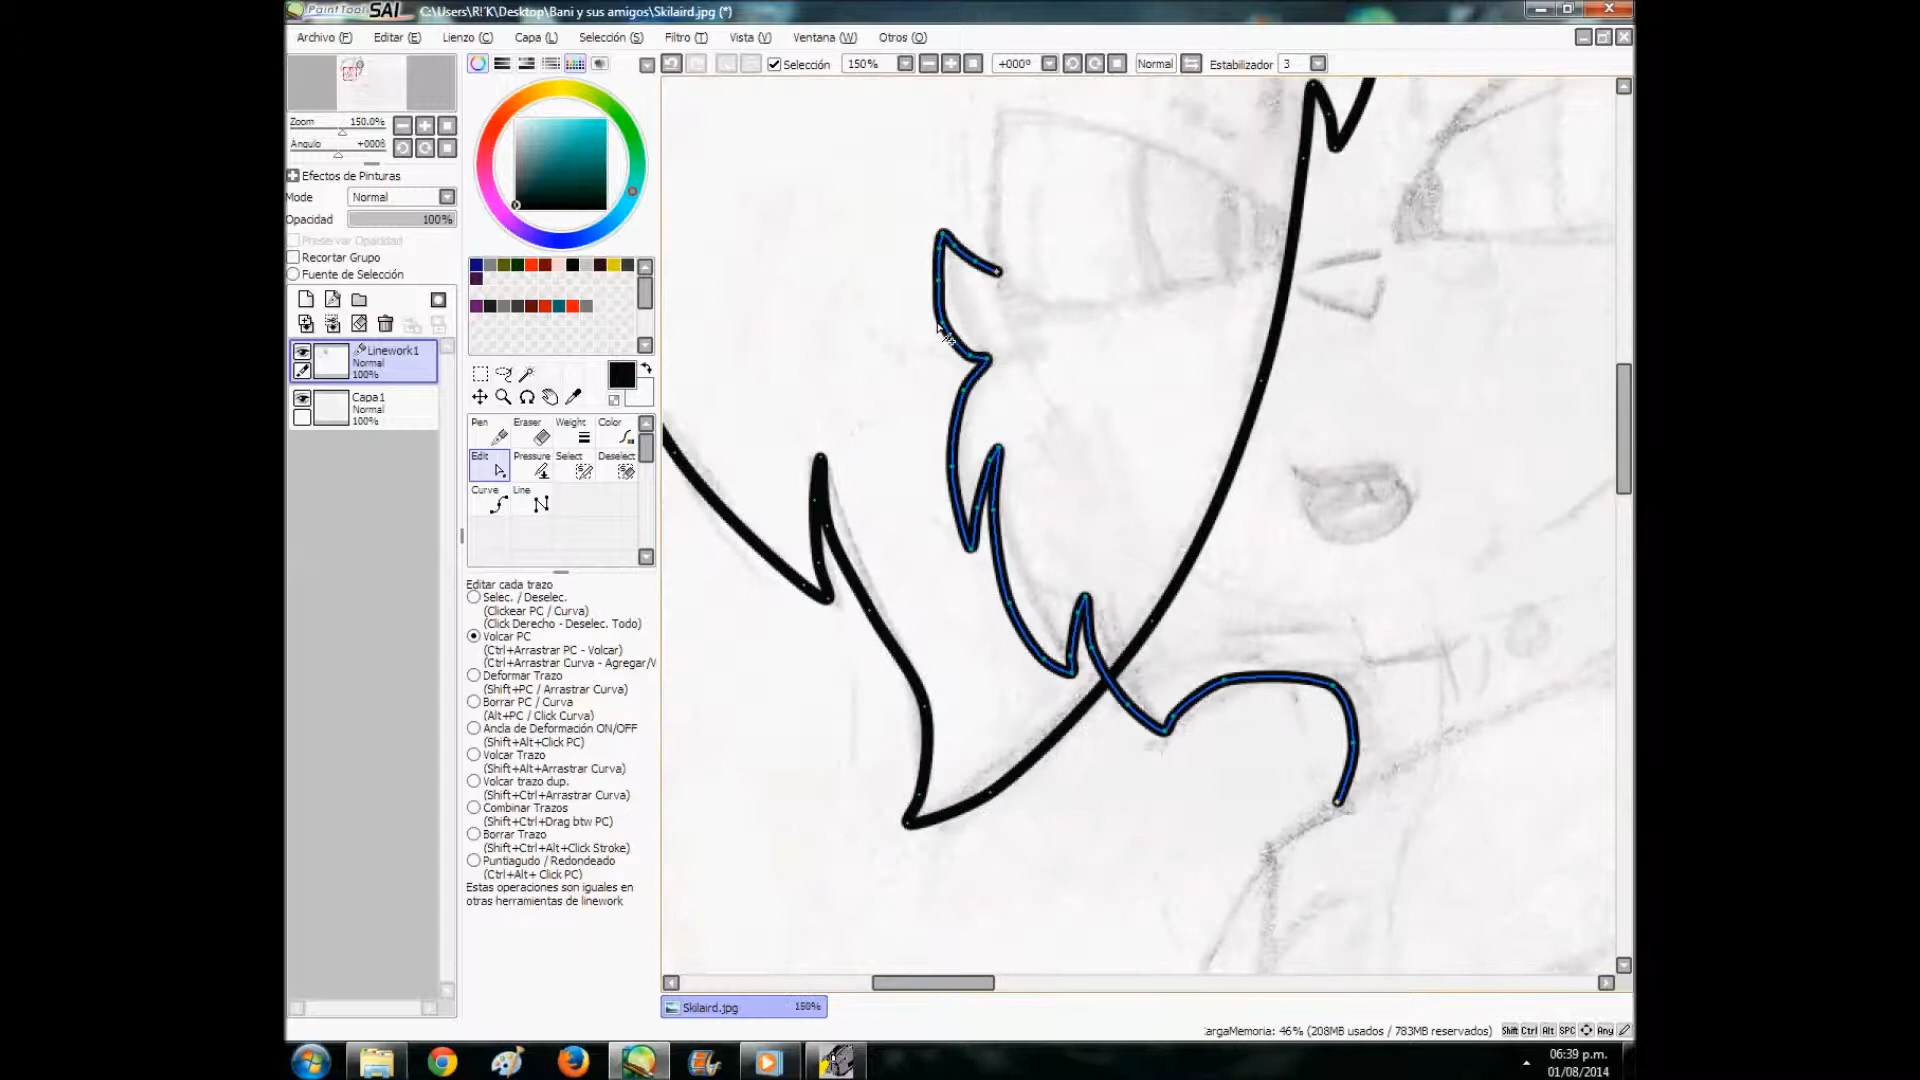 PaintTool SAI C:\Users\R!'K\Desktop\Bani y sus amigos\Skilaird.jpg (*)
Archivo (F) Editar (E) Lienzo (C) Capa (L) Selección (S) Filtro (T) Vista (V) Ventana (W) Otros (O)
Selección 150% +000º Normal Estabilizador 3
Zoom 150.0%
Ángulo +000ß
Efectos de Pinturas
Mode Normal
Opacidad 100%
Preservar Opacidad
Recortar Grupo
Fuente de Selección
Linework1
Normal
100%
Capa1
Normal
100%
Pen Eraser Weight Color
Edit Pressure Select Deselect
Curve Line
Editar cada trazo
Selec. / Deselec.
(Clickear PC / Curva)
(Click Derecho - Deselec. Todo)
Volcar PC
(Ctrl+Arrastrar PC - Volcar)
(Ctrl+Arrastrar Curva - Agregar/V
Deformar Trazo
(Shift+PC / Arrastrar Curva)
Borrar PC / Curva
(Alt+PC / Click Curva)
Ancla de Deformación ON/OFF
(Shift+Alt+Click PC)
Volcar Trazo
(Shift+Alt+Arrastrar Curva)
Volcar trazo dup.
(Shift+Ctrl+Arrastrar Curva)
Combinar Trazos
(Shift+Ctrl+Drag btw PC)
Borrar Trazo
(Shift+Ctrl+Alt+Click Stroke)
Puntiagudo / Redondeado
(Ctrl+Alt+ Click PC)
Estas operaciones son iguales en
otras herramientas de linework
Skilaird.jpg 150%
argaMemoria: 46% (208MB usados / 783MB reservados) Shift Ctrl Alt SPC Any
06:39 p.m.
01/08/2014